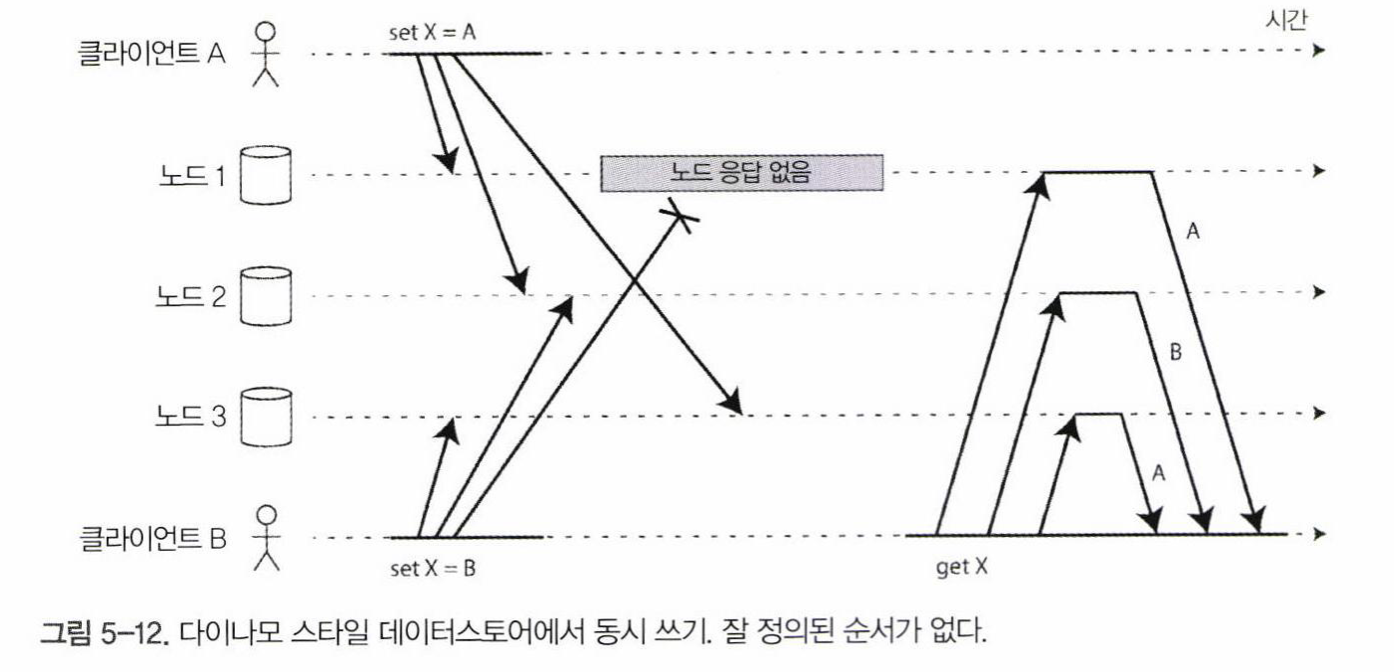 set X = A
시간
클라이언트 A
노드 1
노드 응답 없음
A
노드 2
B
노드 3
A
클라이언트 B
set X = B
get X
그림 5-12. 다이나모 스타일 데이터스토어에서 동시 쓰기. 잘 정의된 순서가 없다.